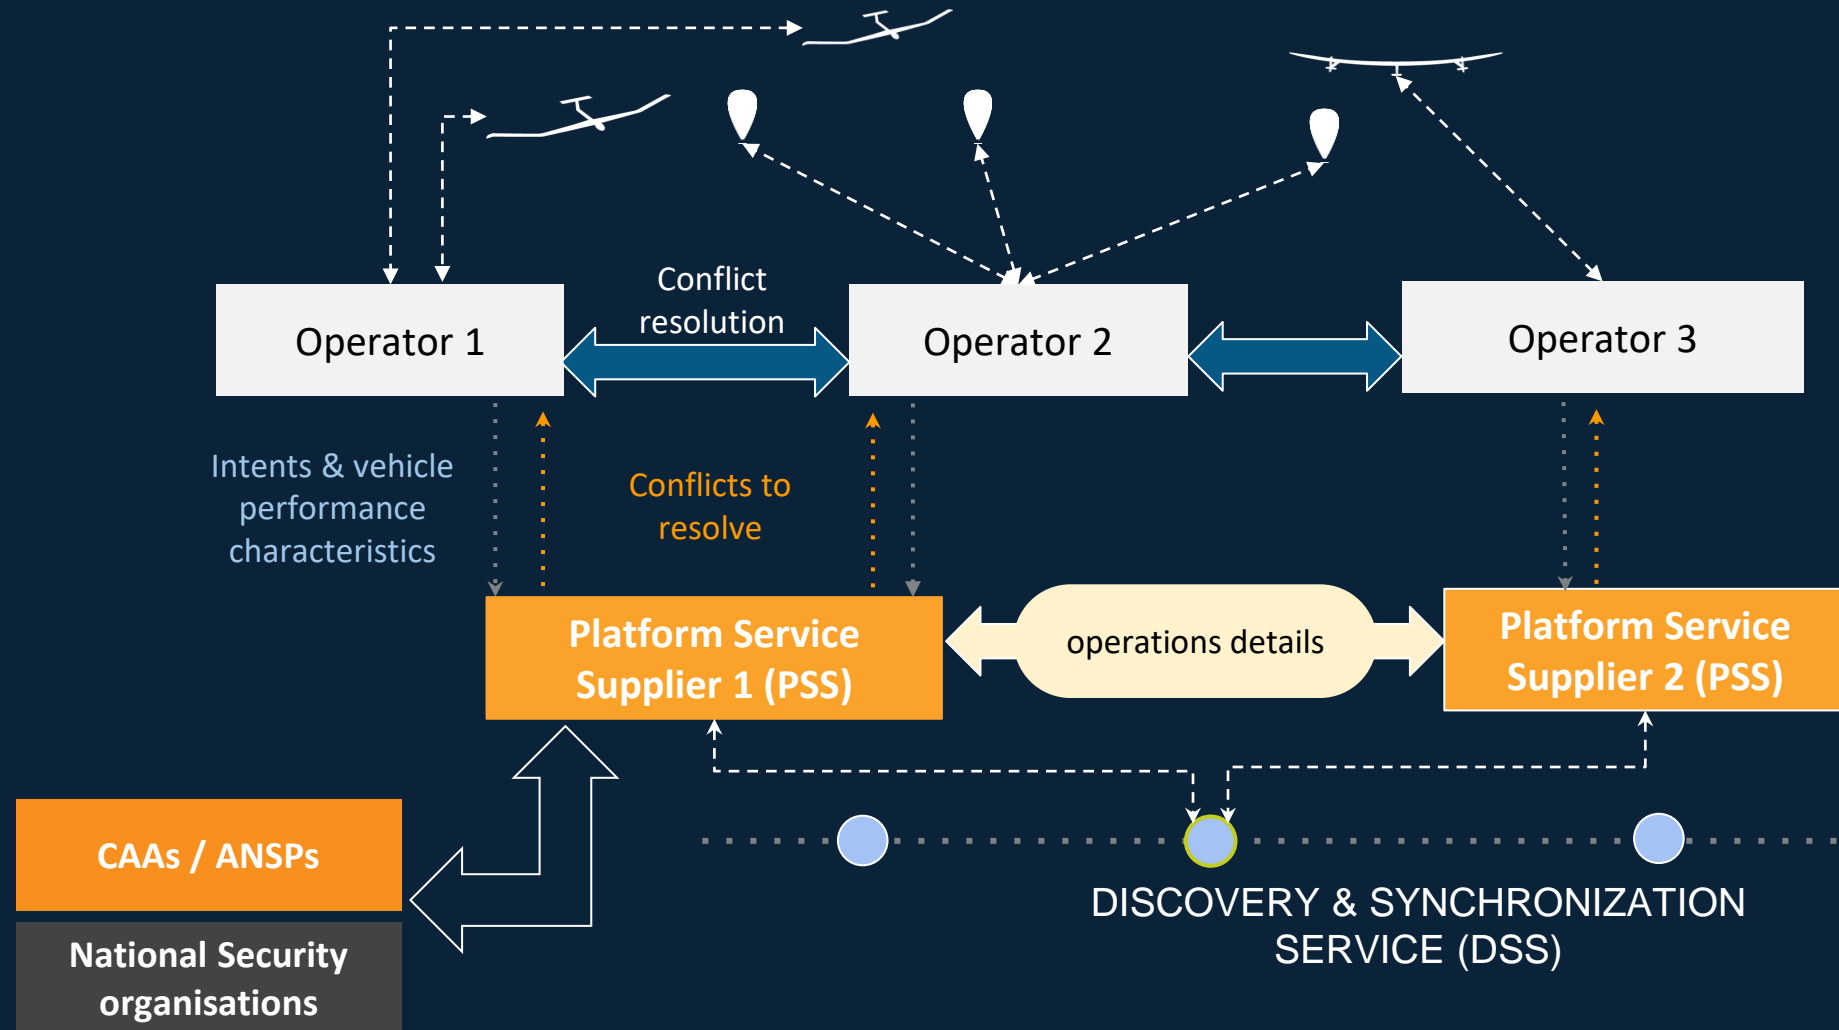 Conflict
resolution
Operator 1
Operator 2
Operator 3
Intents & vehicle
performance
characteristics
Conflicts to
resolve
Platform Service
Supplier 1 (PSS)
operations details
Platform Service
Supplier 2 (PSS)
CAAs / ANSPs
National Security
organisations
DISCOVERY & SYNCHRONIZATION
SERVICE (DSS)